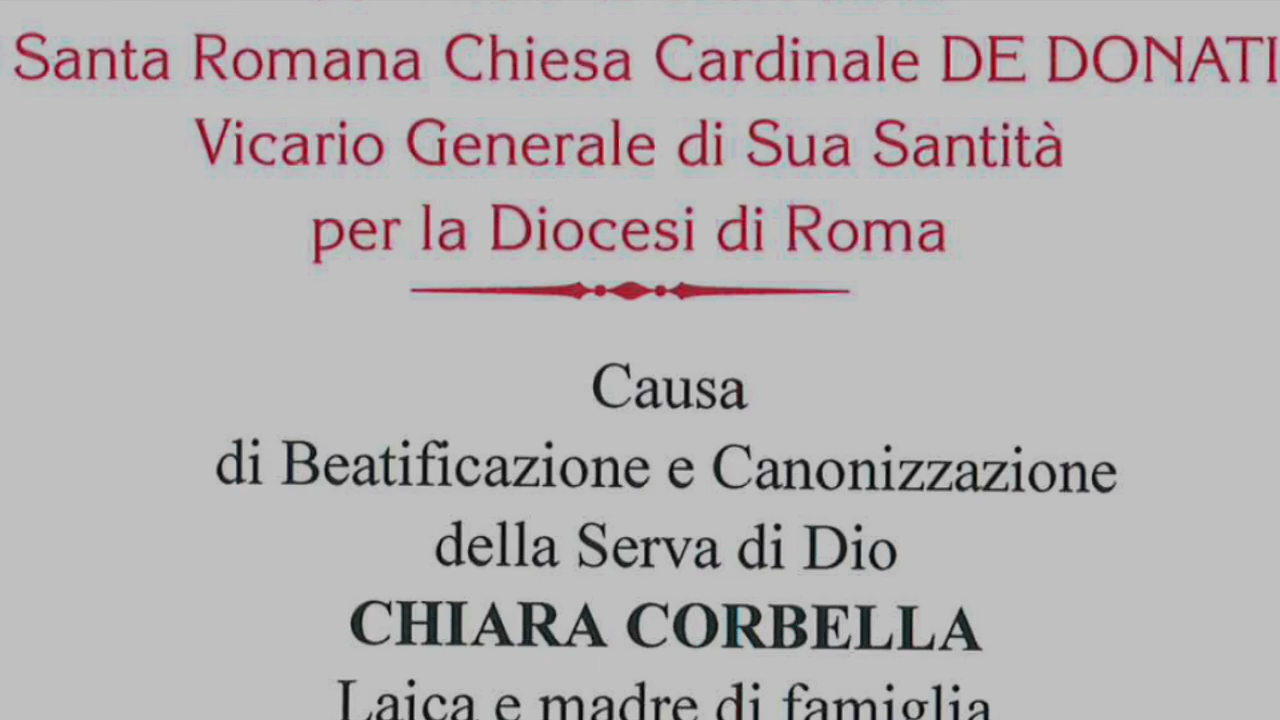 Santa Romana Chiesa Cardinale DE DONATI
Vicario Generale di Sua Santità
per la Diocesi di Roma
Causa
di Beatificazione e Canonizzazione
della Serva di Dio
CHIARA CORBELLA
Laica e madre di famiglia